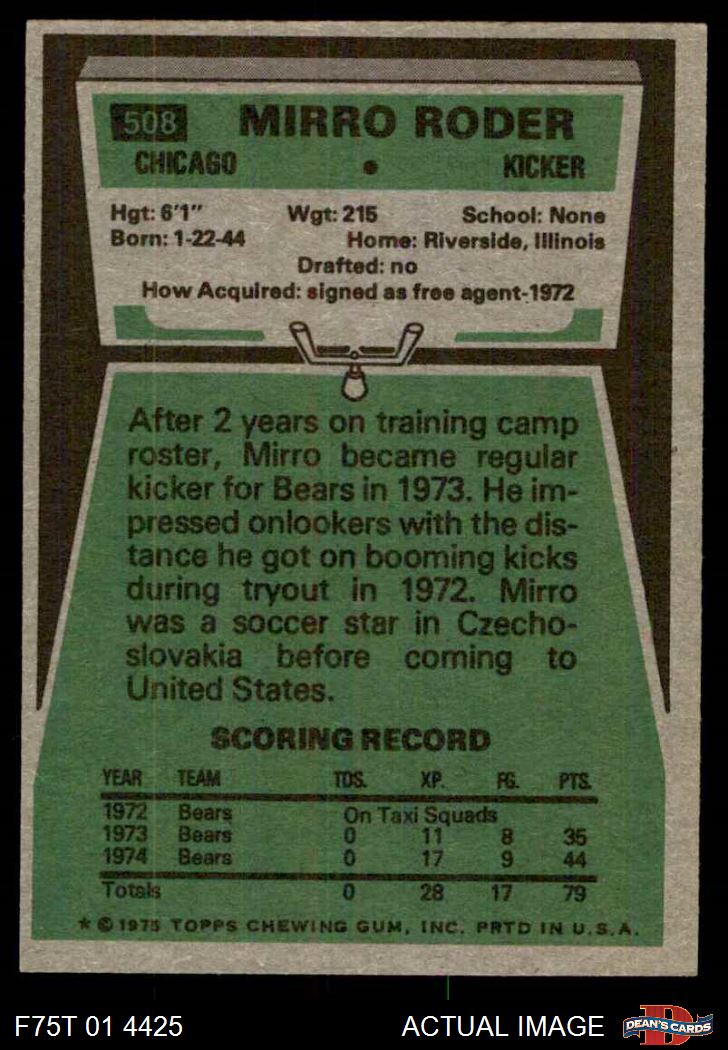 508 MIRRO RODER
CHICAGO • KICKER
Hgt: 6'1" Wgt: 215 School: None
Born: 1-22-44 Home: Riverside, Illinois
Drafted: no
How Acquired: signed as free agent-1972
After 2 years on training camp
roster, Mirro became regular
kicker for Bears in 1973. He im-
pressed onlookers with the dis-
tance he got on booming kicks
during tryout in 1972. Mirro
was a soccer star in Czecho-
slovakia before coming to
United States.
SCORING RECORD
YEAR TEAM TDS. XP. FG. PTS.
1972 Bears On Taxi Squads
1973 Bears 0 11 8 35
1974 Bears 0 17 9 44
Totals 0 28 17 79
* © 1975 TOPPS CHEWING GUM, INC. PRTD IN U.S.A.
F75T 01 4425 ACTUAL IMAGE D DEAN'S CARDS